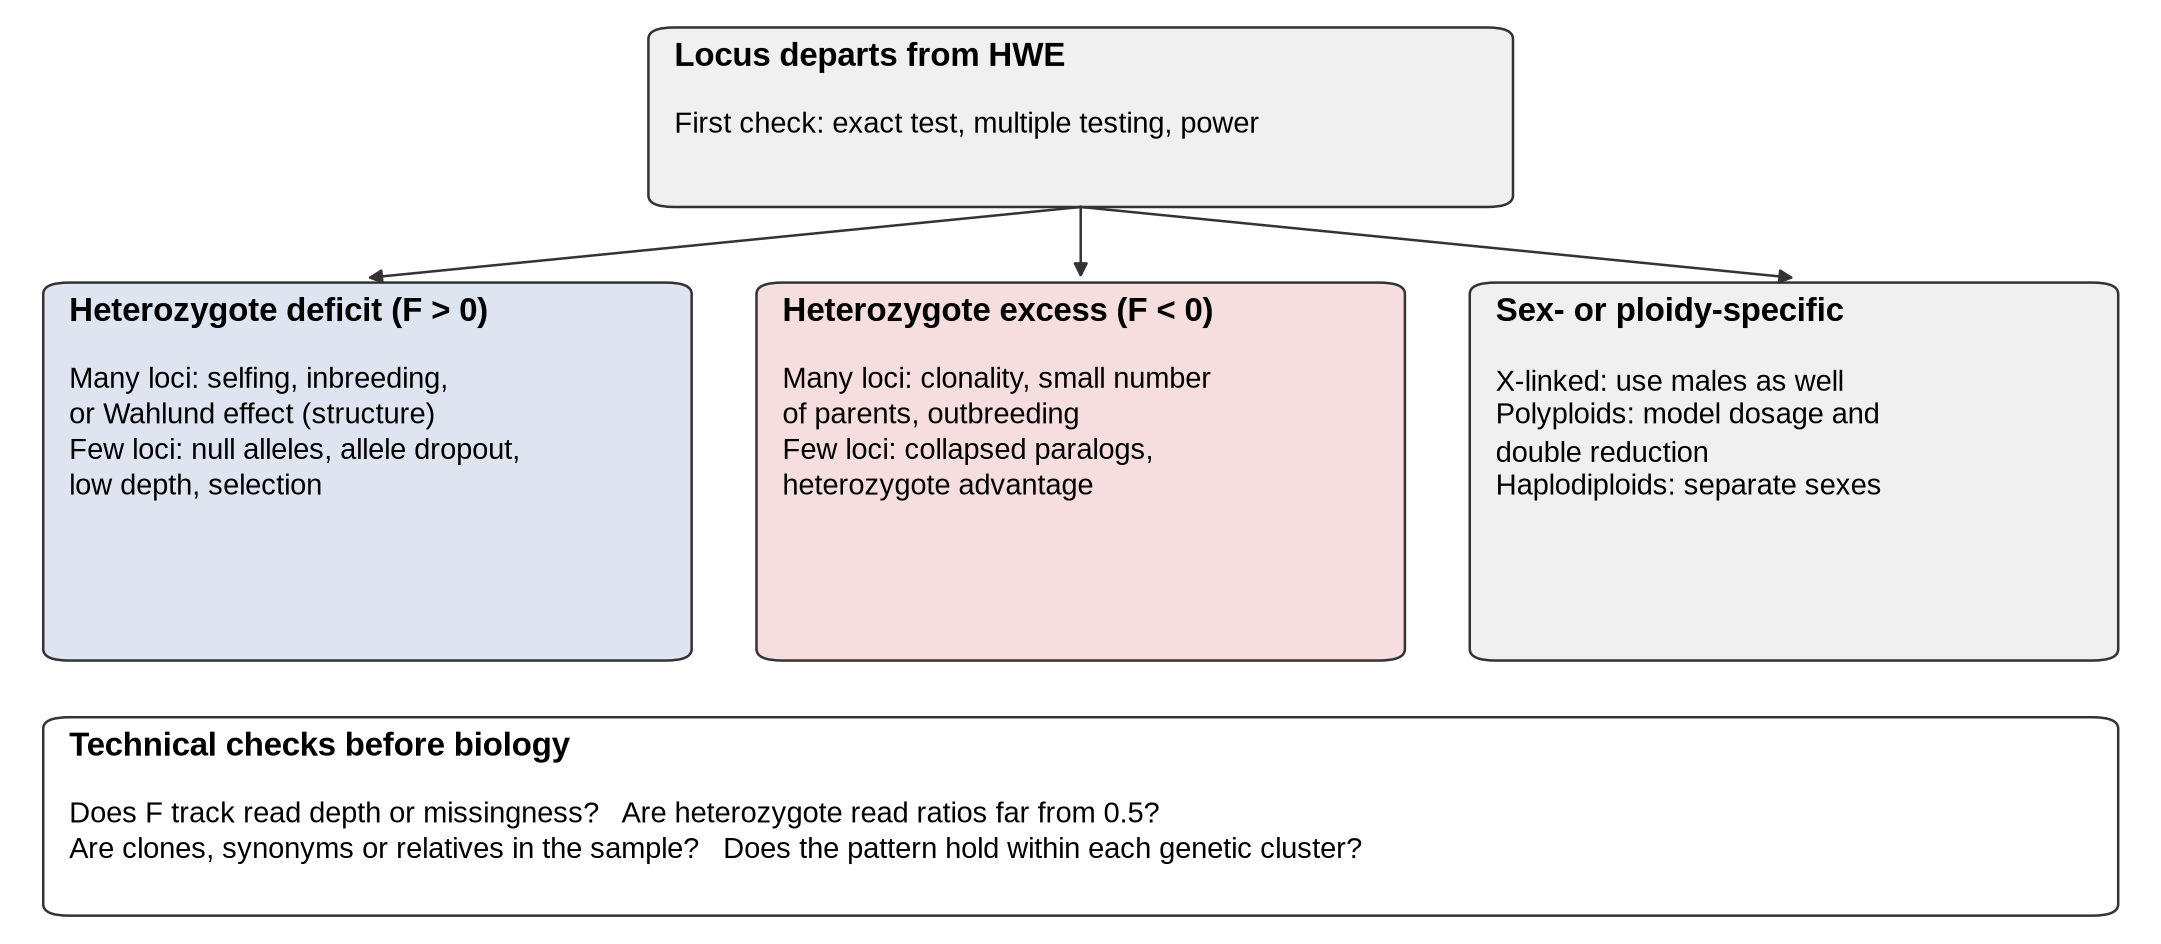 Locus departs from HWE
First check: exact test, multiple testing, power
Heterozygote deficit (F > 0)
Many loci: selfing, inbreeding,
or Wahlund effect (structure)
Few loci: null alleles, allele dropout,
low depth, selection
Heterozygote excess (F < 0)
Many loci: clonality, small number
of parents, outbreeding
Few loci: collapsed paralogs,
heterozygote advantage
Sex- or ploidy-specific
X-linked: use males as well
Polyploids: model dosage and
double reduction
Haplodiploids: separate sexes
Technical checks before biology
Does F track read depth or missingness?   Are heterozygote read ratios far from 0.5?
Are clones, synonyms or relatives in the sample?   Does the pattern hold within each genetic cluster?